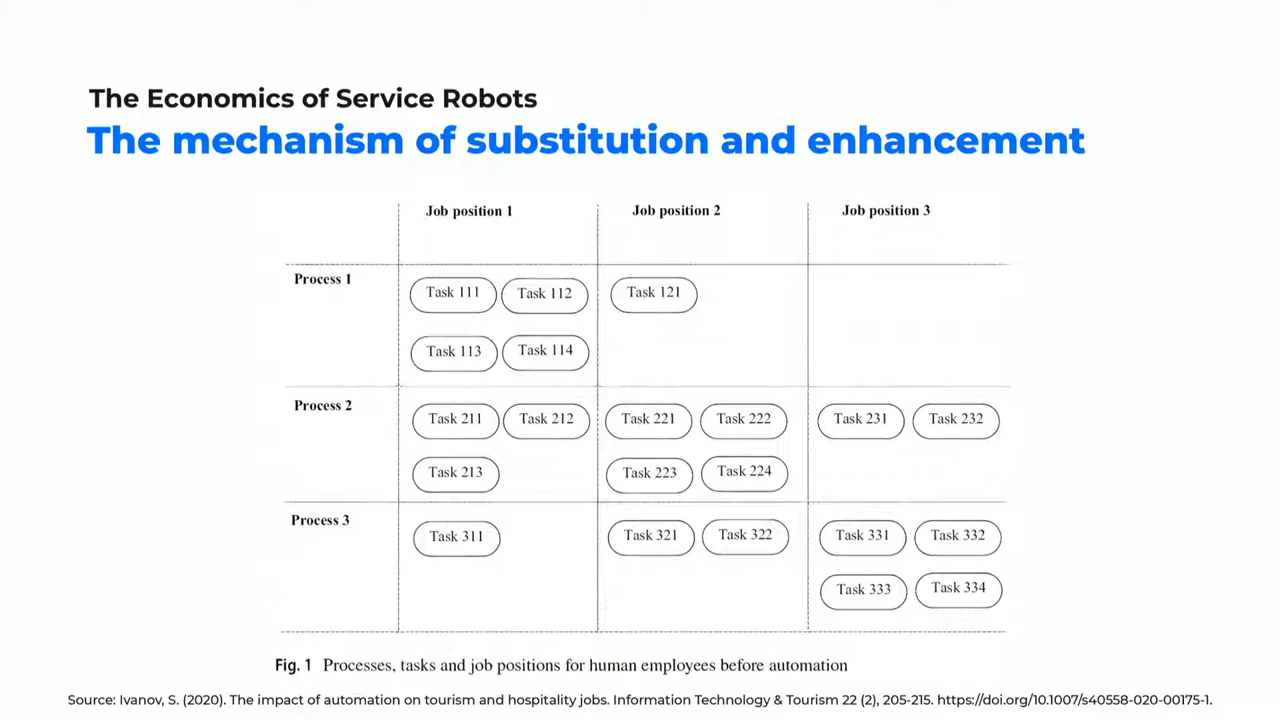 The Economics of Service Robots
The mechanism of substitution and enhancement
Job position 1
Job position 2
Job position 3
Process 1
Task 111
Task 112
Task 121
Task 113
Task 114
Process 2
Task 211
Task 212
Task 221
Task 222
Task 231
Task 232
Task 213
Task 223
Task 224
Process 3
Task 311
Task 321
Task 322
Task 331
Task 332
Task 333
Task 334
Fig. 1 Processes, tasks and job positions for human employees before automation
Source: Ivanov, S. (2020). The impact of automation on tourism and hospitality jobs. Information Technology & Tourism 22 (2), 205-215. https://doi.org/10.1007/s40558-020-00175-1.